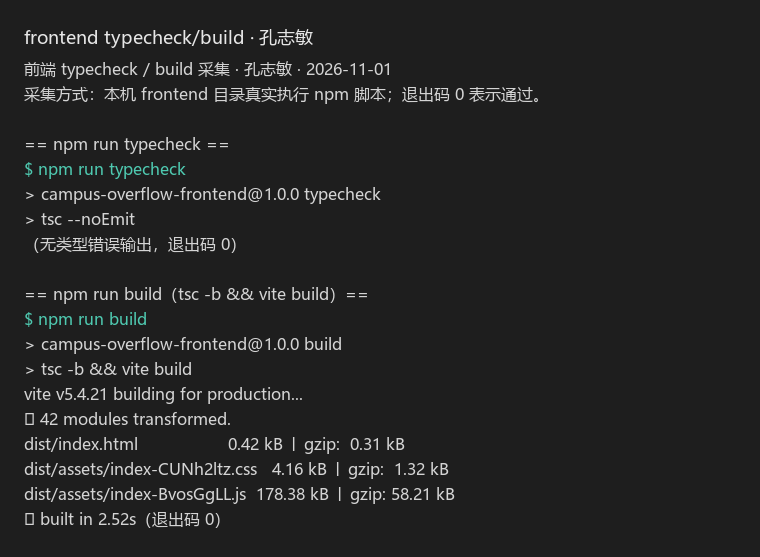 frontend typecheck/build · 孔志敏
前端 typecheck / build 采集 · 孔志敏 · 2026-11-01
采集方式：本机 frontend 目录真实执行 npm 脚本；退出码 0 表示通过。
== npm run typecheck ==
$ npm run typecheck
> campus-overflow-frontend@1.0.0 typecheck
> tsc --noEmit
（无类型错误输出，退出码 0）
== npm run build（tsc -b && vite build）==
$ npm run build
> campus-overflow-frontend@1.0.0 build
> tsc -b && vite build
vite v5.4.21 building for production...
▯ 42 modules transformed.
dist/index.html 0.42 kB | gzip: 0.31 kB
dist/assets/index-CUNh2ltz.css 4.16 kB | gzip: 1.32 kB
dist/assets/index-BvosGgLL.js 178.38 kB | gzip: 58.21 kB
▯ built in 2.52s（退出码 0）